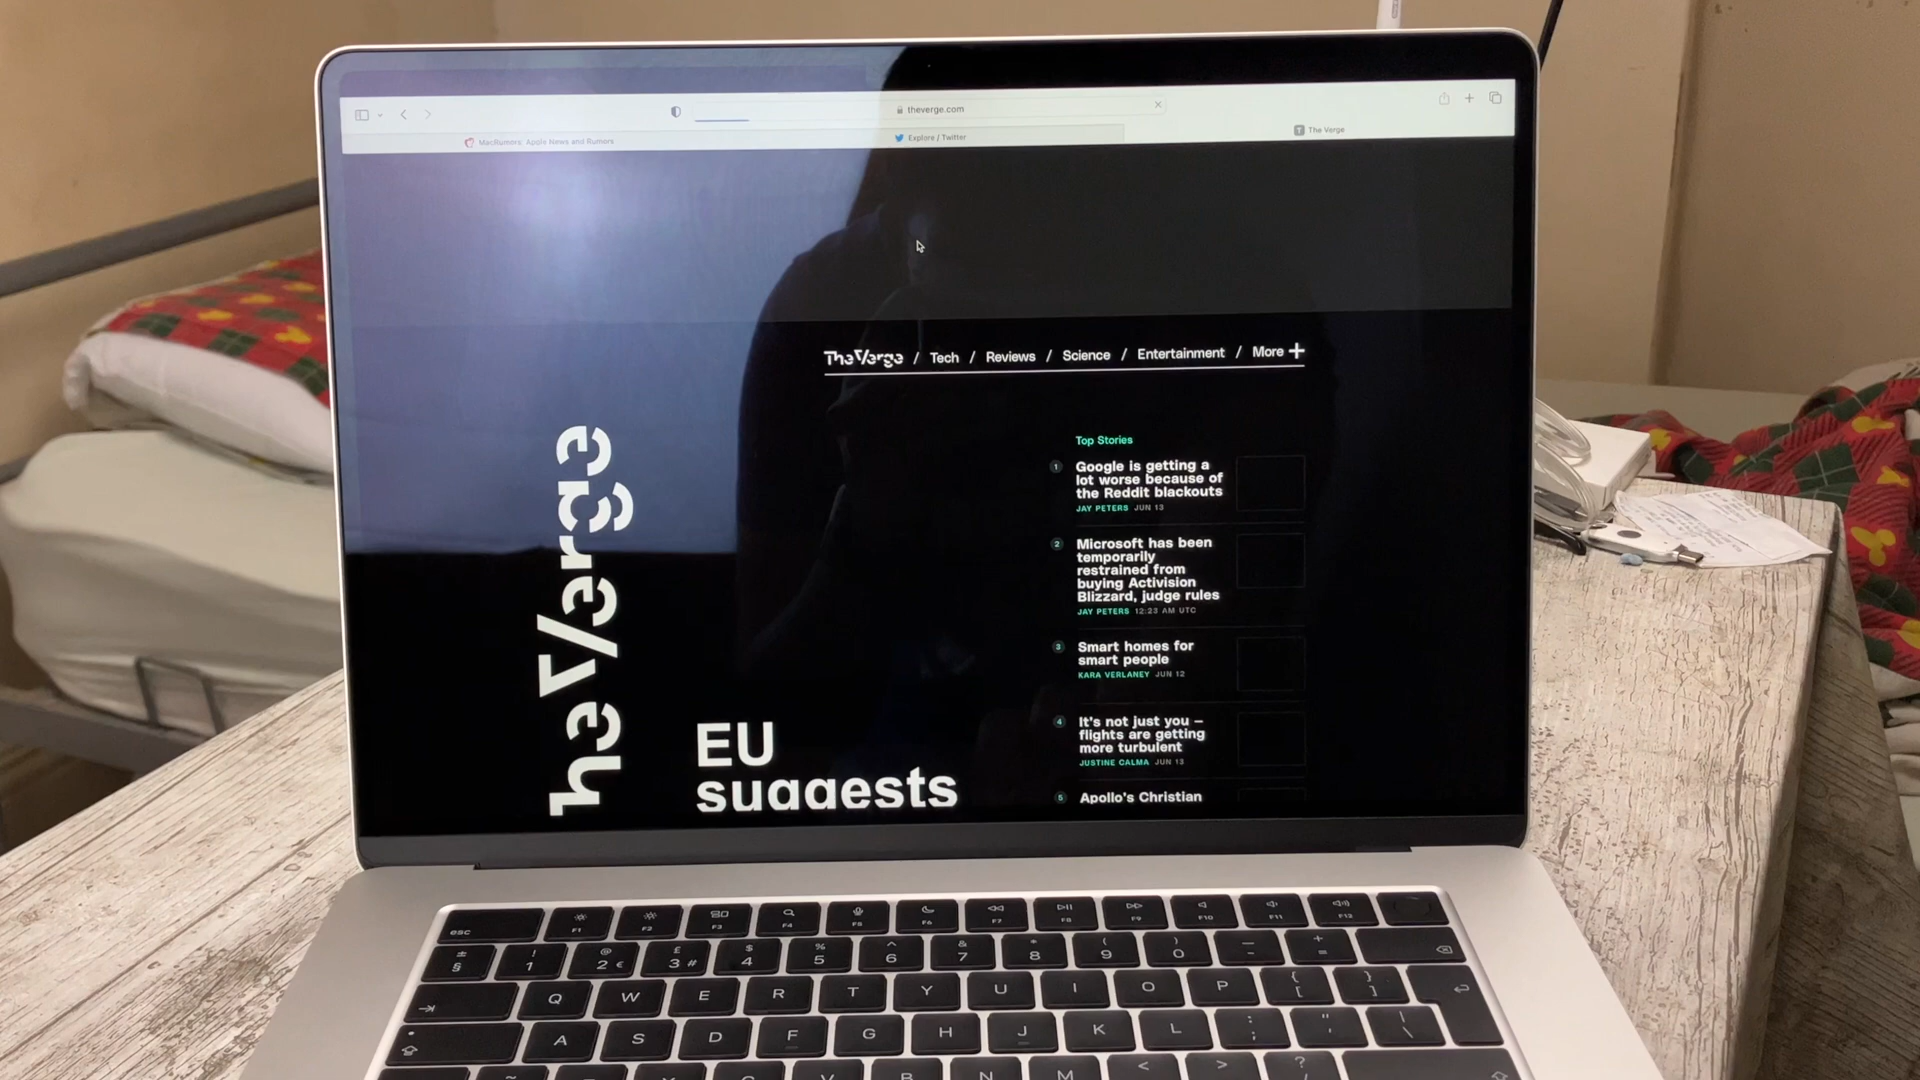 theverge.com
MacRumors: Apple News and Rumors
Explore / Twitter
T The Verge
TheVerge / Tech / Reviews / Science / Entertainment / More +
The Verge
Top Stories
1 Google is getting a
lot worse because of
the Reddit blackouts
JAY PETERS JUN 13
2 Microsoft has been
temporarily
restrained from
buying Activision
Blizzard, judge rules
JAY PETERS 12:23 AM UTC
3 Smart homes for
smart people
KARA VERLANEY JUN 12
4 It's not just you –
flights are getting
more turbulent
JUSTINE CALMA JUN 13
5 Apollo's Christian
EU
suggests
esc F1 F2 F3 F4 F5 F6 F7 F8 F9 F10 F11 F12
± ! @ £ $ % ^ & * ( ) — +
§ 1 2 € 3 # 4 5 6 7 8 9 0 - =
Q W E R T Y U I O P { [ } ]
A S D F G H J K L : ; " ' | \
~ Z X C V B N M < > ?